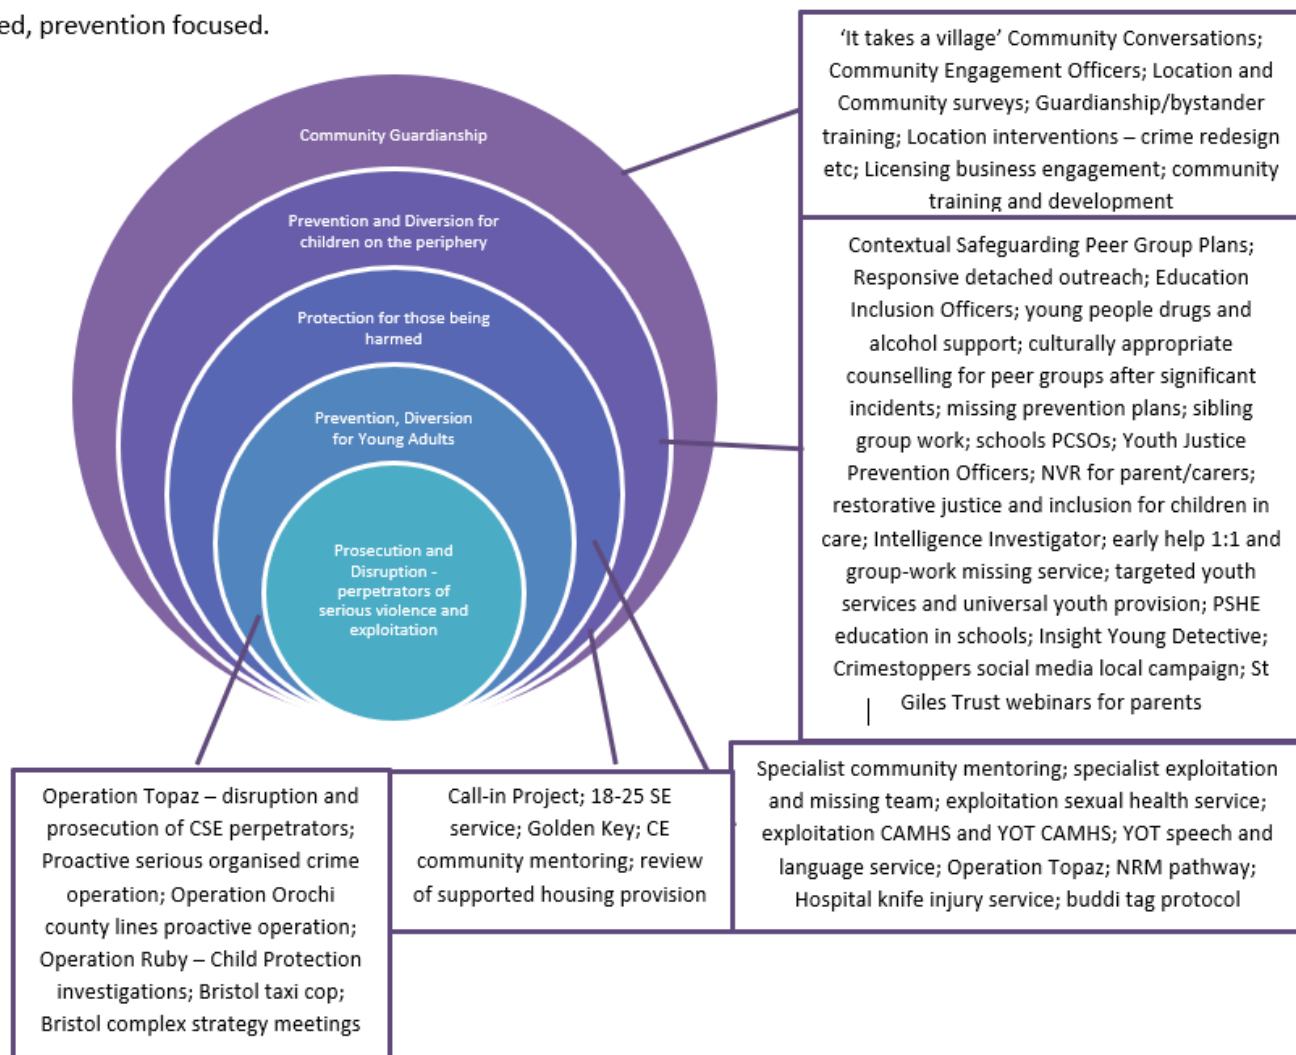 ed, prevention focused.
Community Guardianship
Prevention and Diversion for
children on the periphery
Protection for those being
harmed
Prevention, Diversion
for Young Adults
Prosecution and
Disruption -
perpetrators of
serious violence and
exploitation
‘It takes a village’ Community Conversations;
Community Engagement Officers; Location and
Community surveys; Guardianship/bystander
training; Location interventions – crime redesign
etc; Licensing business engagement; community
training and development
Contextual Safeguarding Peer Group Plans;
Responsive detached outreach; Education
Inclusion Officers; young people drugs and
alcohol support; culturally appropriate
counselling for peer groups after significant
incidents; missing prevention plans; sibling
group work; schools PCSOs; Youth Justice
Prevention Officers; NVR for parent/carers;
restorative justice and inclusion for children in
care; Intelligence Investigator; early help 1:1 and
group-work missing service; targeted youth
services and universal youth provision; PSHE
education in schools; Insight Young Detective;
Crimestoppers social media local campaign; St
Giles Trust webinars for parents
Operation Topaz – disruption and
prosecution of CSE perpetrators;
Proactive serious organised crime
operation; Operation Orochi
county lines proactive operation;
Operation Ruby – Child Protection
investigations; Bristol taxi cop;
Bristol complex strategy meetings
Call-in Project; 18-25 SE
service; Golden Key; CE
community mentoring; review
of supported housing provision
Specialist community mentoring; specialist exploitation
and missing team; exploitation sexual health service;
exploitation CAMHS and YOT CAMHS; YOT speech and
language service; Operation Topaz; NRM pathway;
Hospital knife injury service; buddi tag protocol